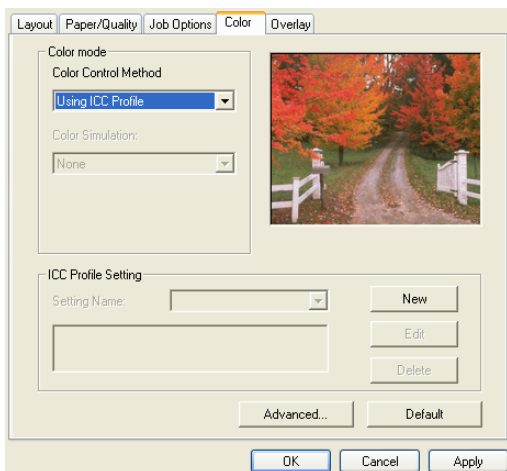 Layout Paper/Quality Job Options Color Overlay
Color mode
Color Control Method
Using ICC Profile
Color Simulation:
None
ICC Profile Setting
Setting Name:
New
Edit
Delete
Advanced... Default
OK Cancel Apply